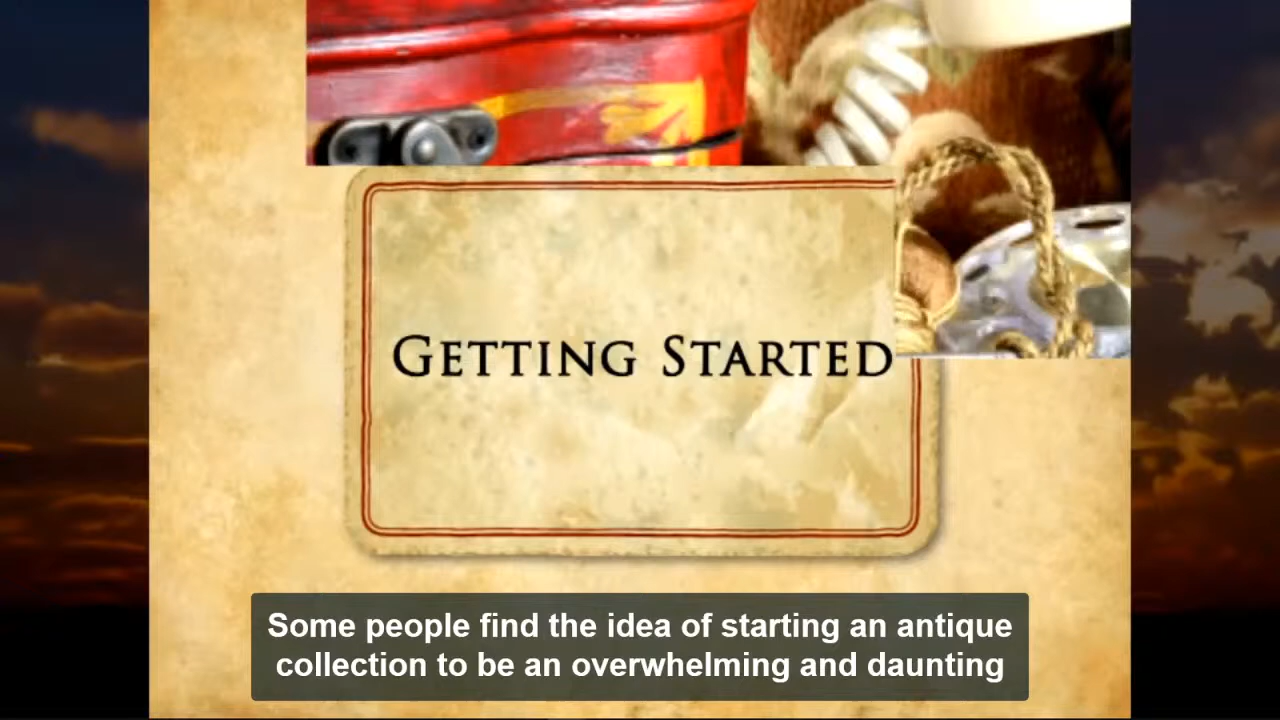 Getting Started
Some people find the idea of starting an antique
collection to be an overwhelming and daunting